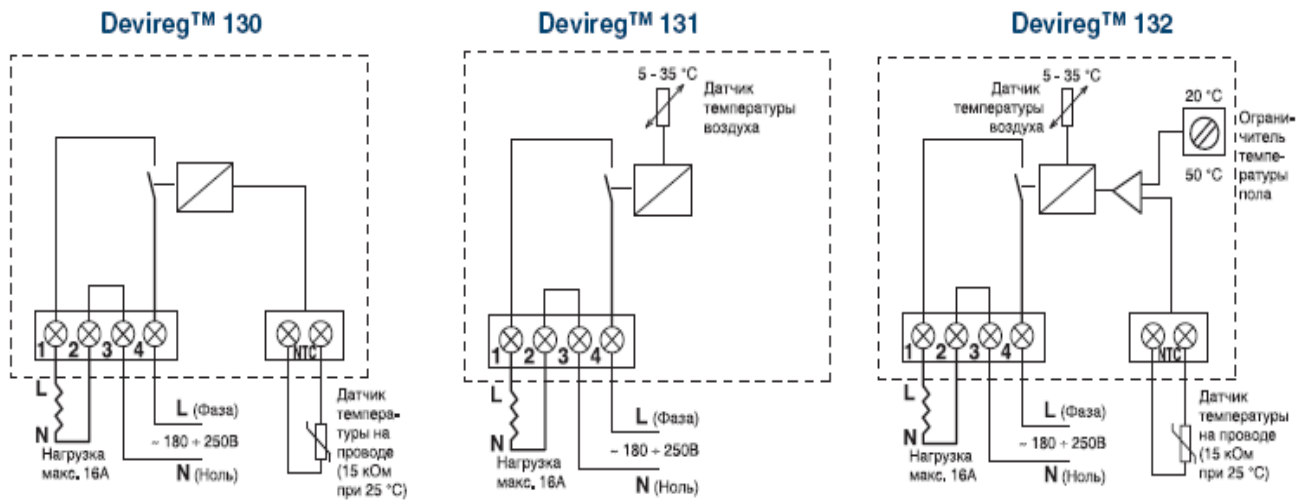 Devireg™ 130
1
2
3
4
NTC
L
N
Нагрузка
макс. 16А
L (Фаза)
~ 180 ÷ 250В
N (Ноль)
Датчик
темпера-
туры на
проводе
(15 кОм
при 25 °C)
Devireg™ 131
5 - 35 °C
Датчик
температуры
воздуха
1
2
3
4
L
N
Нагрузка
макс. 16А
L (Фаза)
~ 180 ÷ 250В
N (Ноль)
Devireg™ 132
5 - 35 °C
Датчик
температуры
воздуха
20 °C
50 °C
Ограни-
читель
темпе-
ратуры
пола
1
2
3
4
NTC
L
N
Нагрузка
макс. 16А
L (Фаза)
~ 180 ÷ 250В
N (Ноль)
Датчик
температуры
на проводе
(15 кОм
при 25 °C)